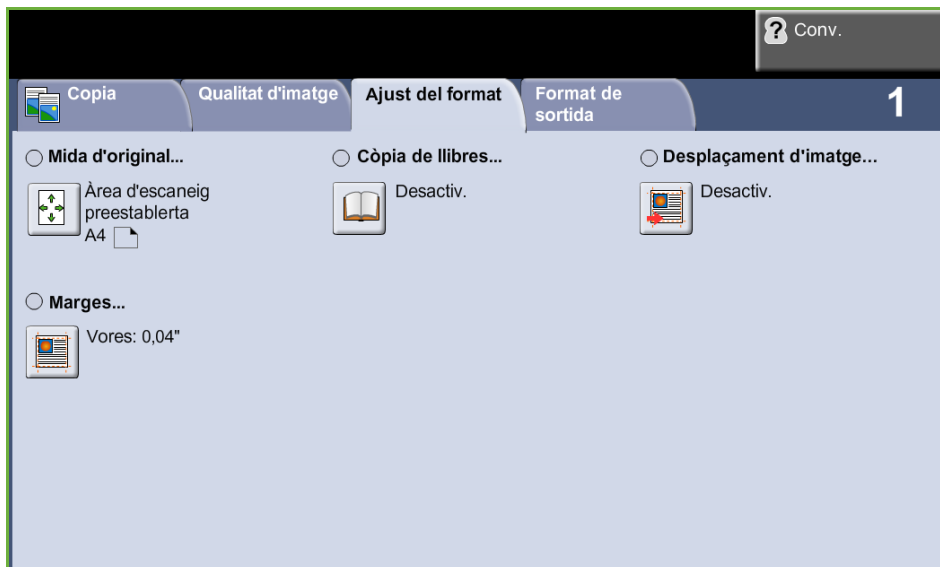 ? Conv.
Copia
Qualitat d'imatge
Ajust del format
Format de
sortida
1
Mida d'original...
Àrea d'escaneig
preestablerta
A4
Còpia de llibres...
Desactiv.
Desplaçament d'imatge...
Desactiv.
Marges...
Vores: 0,04"